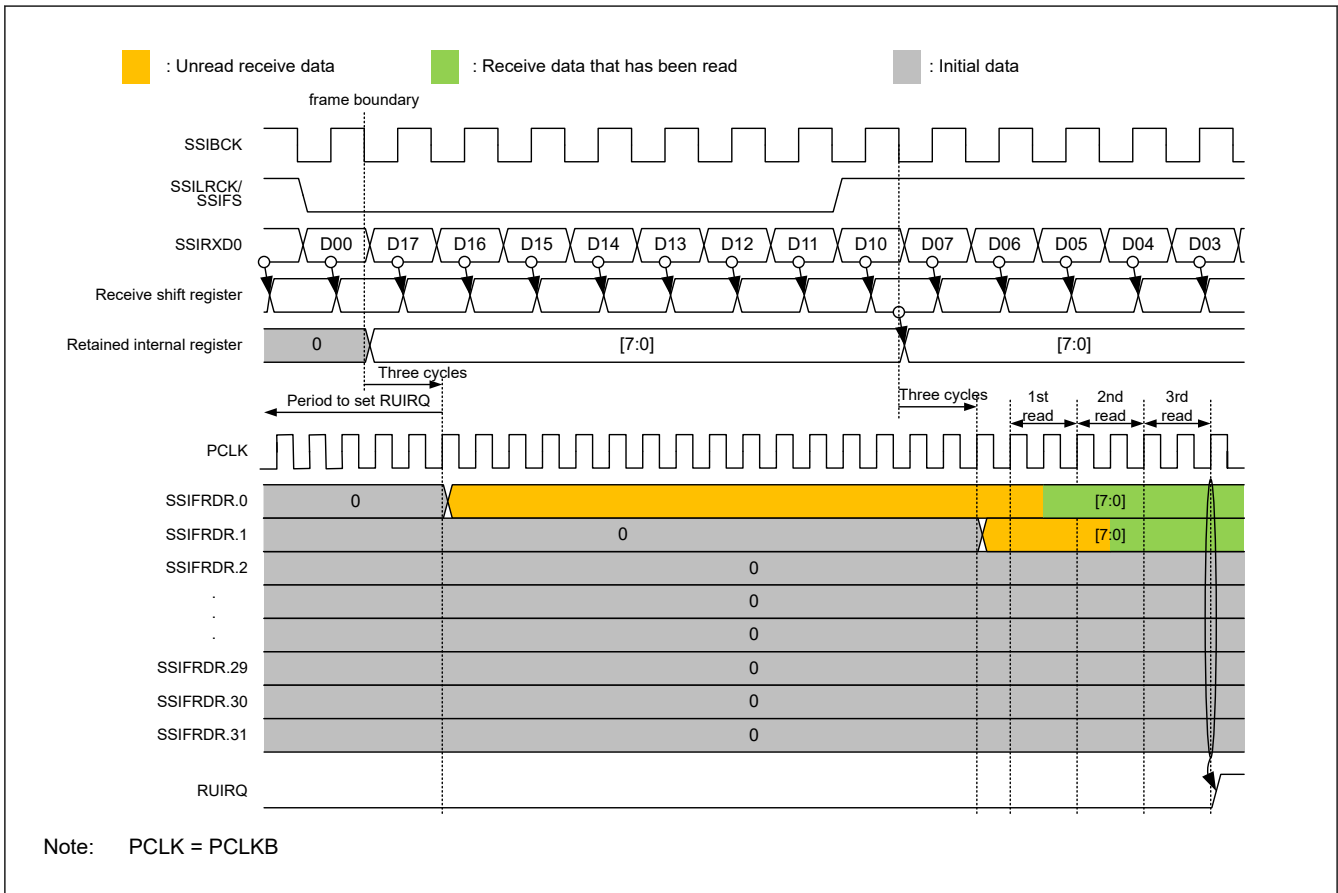 : Unread receive data : Receive data that has been read : Initial data
frame boundary
SSIBCK
SSILRCK/
SSIFS
SSIRXD0 D00 D17 D16 D15 D14 D13 D12 D11 D10 D07 D06 D05 D04 D03
Receive shift register
Retained internal register 0 [7:0] [7:0]
Three cycles
Period to set RUIRQ
Three cycles
1st read 2nd read 3rd read
PCLK
SSIFRDR.0 0 [7:0]
SSIFRDR.1 0 [7:0]
SSIFRDR.2 0
. 0
.
. 0
SSIFRDR.29 0
SSIFRDR.30 0
SSIFRDR.31 0
RUIRQ
Note: PCLK = PCLKB